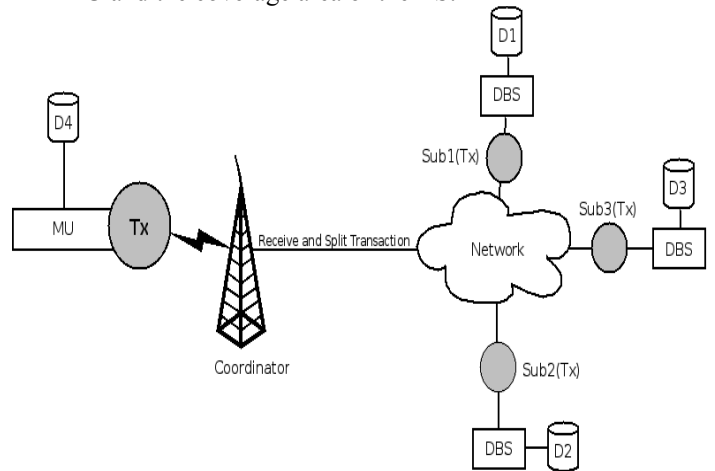 D1
DBS
D4
Sub1(Tx)
D3
Sub3(Tx)
MU
Tx
Receive and Split Transaction
Network
DBS
Coordinator
Sub2(Tx)
DBS
D2